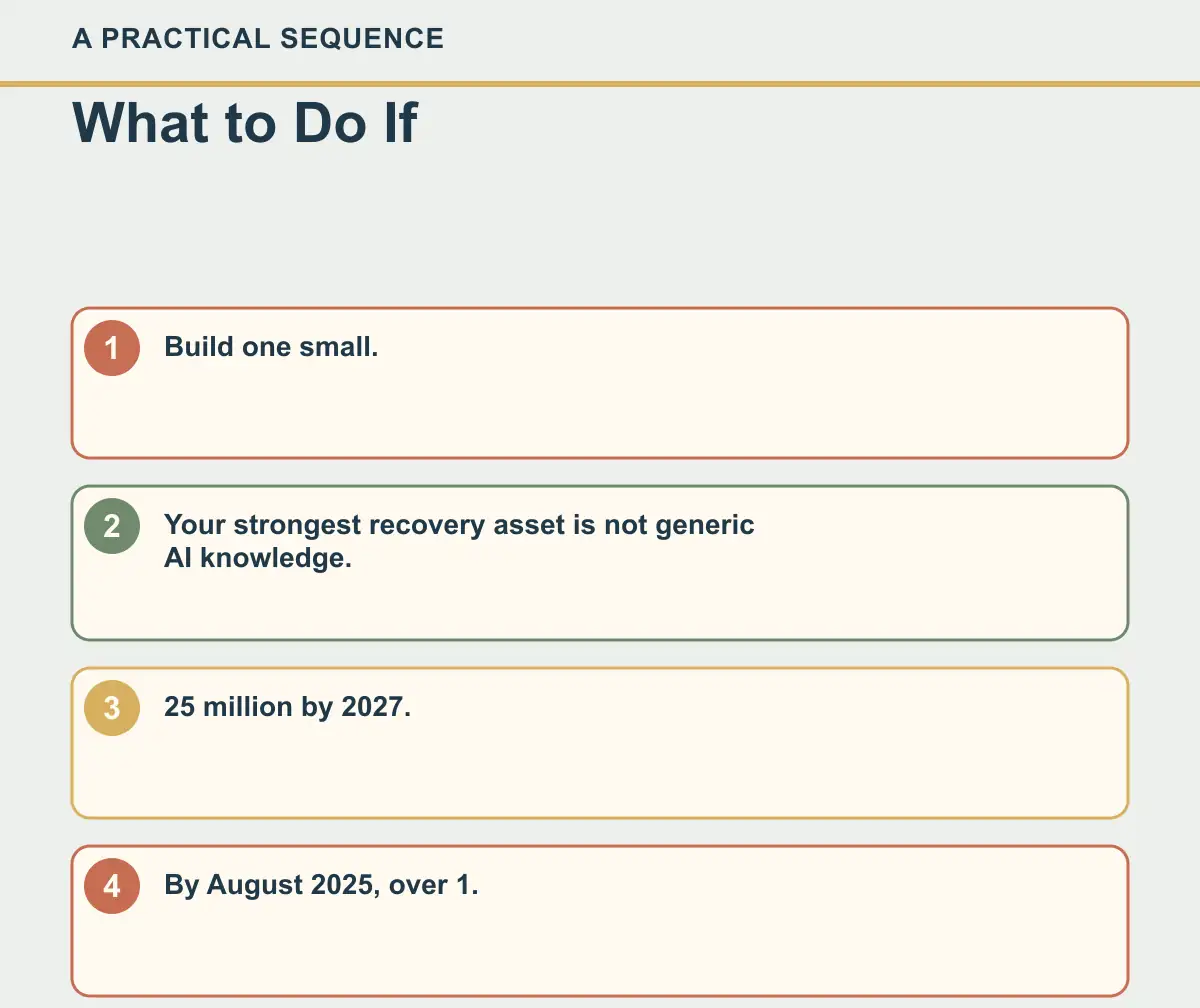 A PRACTICAL SEQUENCE
What to Do If
1
Build one small.
2
Your strongest recovery asset is not generic
AI knowledge.
3
25 million by 2027.
4
By August 2025, over 1.